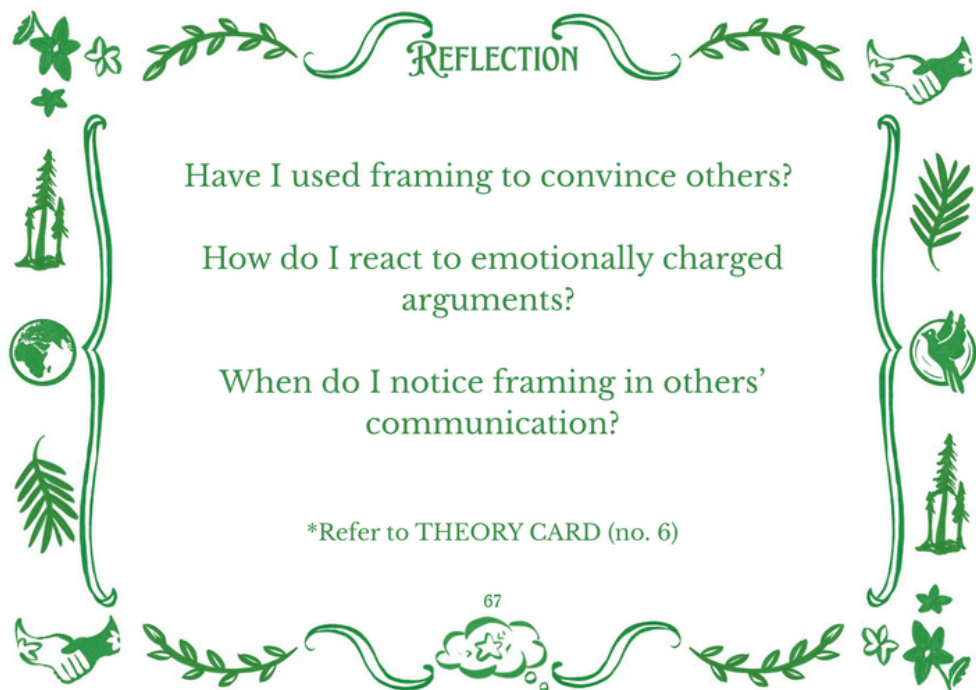 REFLECTION
Have I used framing to convince others?
How do I react to emotionally charged
arguments?
When do I notice framing in others’
communication?
*Refer to THEORY CARD (no. 6)
67